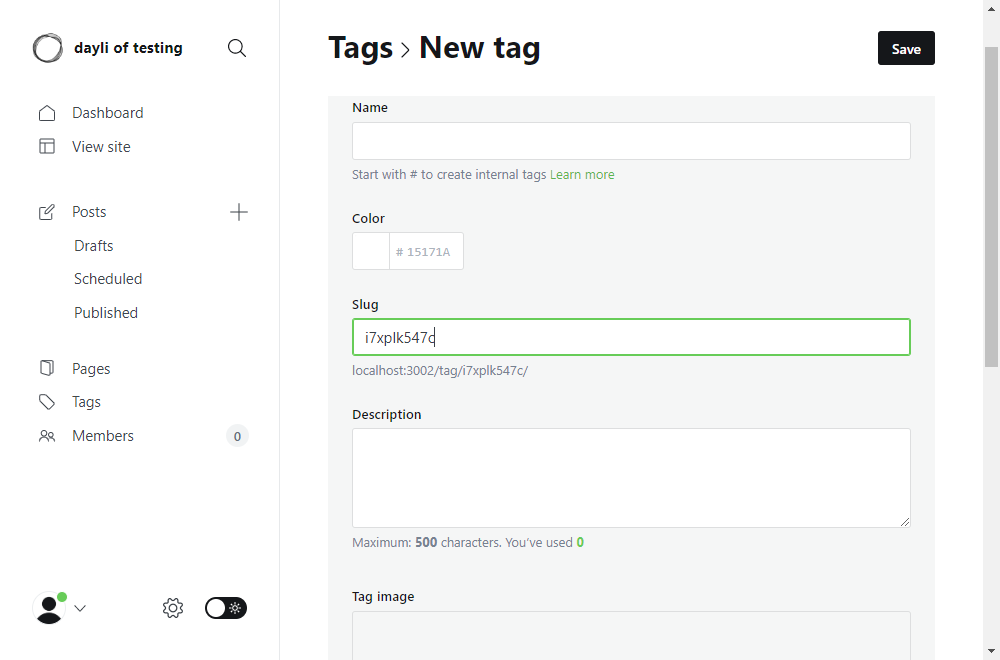 dayli of testing
Dashboard
View site
Posts
Drafts
Scheduled
Published
Pages
Tags
Members
0
Tags > New tag
Save
Name
Start with # to create internal tags Learn more
Color
# 15171A
Slug
i7xplk547c
localhost:3002/tag/i7xplk547c/
Description
Maximum: 500 characters. You've used 0
Tag image